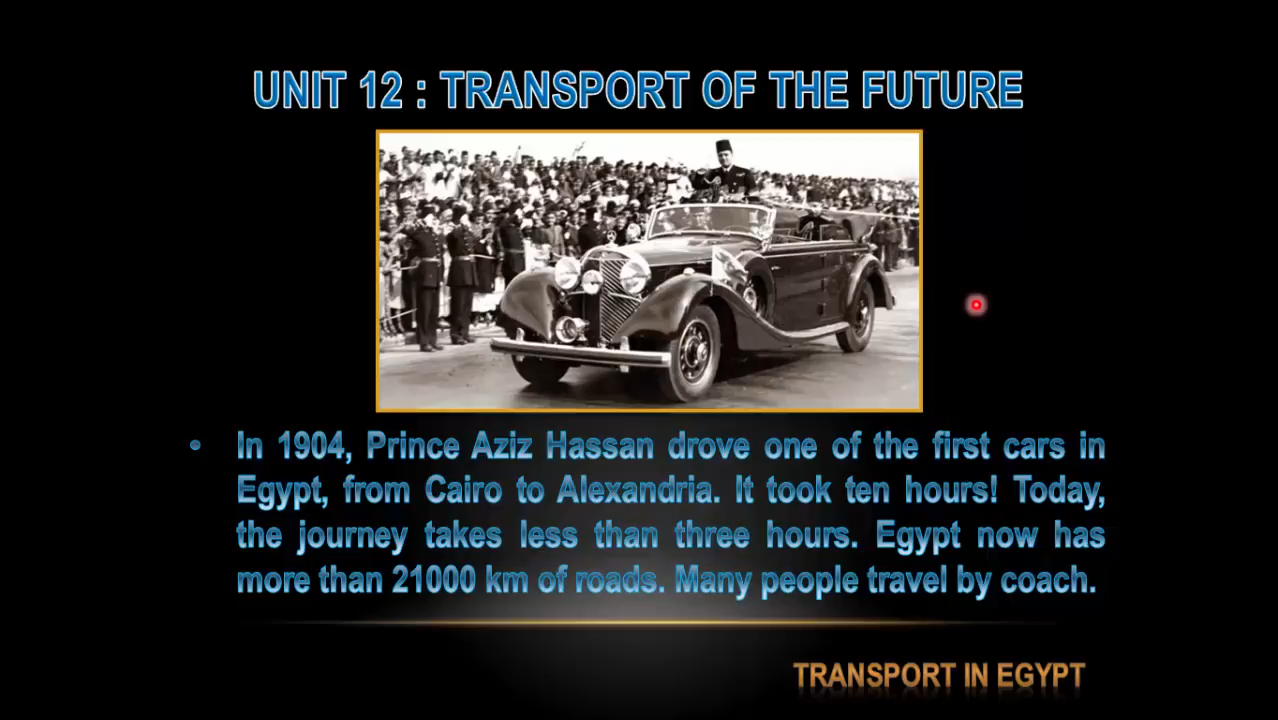 UNIT 12 : TRANSPORT OF THE FUTURE
• In 1904, Prince Aziz Hassan drove one of the first cars in
Egypt, from Cairo to Alexandria. It took ten hours! Today,
the journey takes less than three hours. Egypt now has
more than 21000 km of roads. Many people travel by coach.
TRANSPORT IN EGYPT